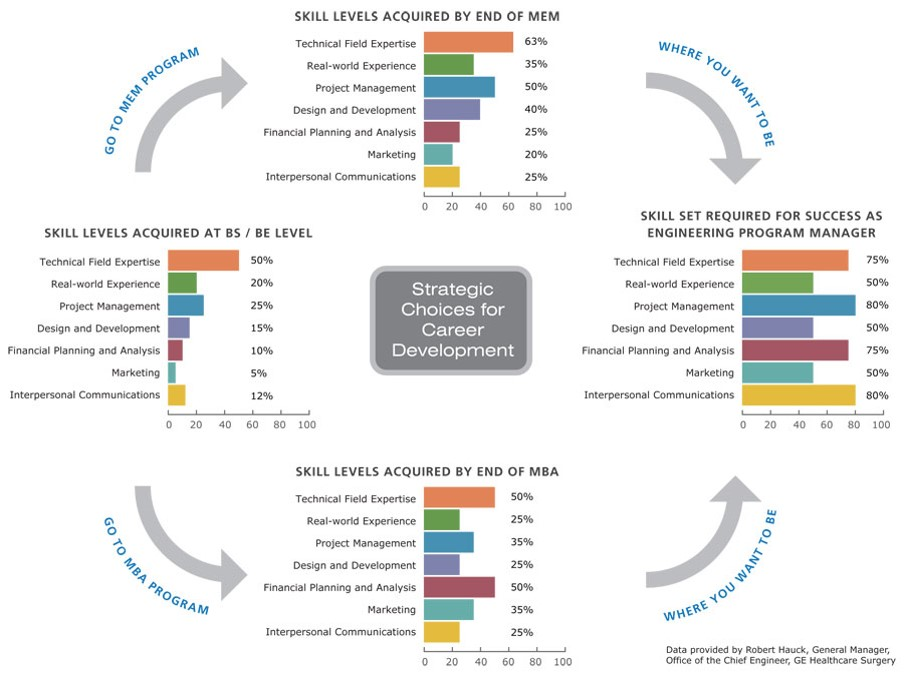 SKILL LEVELS ACQUIRED BY END OF MEM
Technical Field Expertise 63%
Real-world Experience 35%
Project Management 50%
Design and Development 40%
Financial Planning and Analysis 25%
Marketing 20%
Interpersonal Communications 25%
0 20 40 60 80 100
GO TO MEM PROGRAM
WHERE YOU WANT TO BE
SKILL LEVELS ACQUIRED AT BS / BE LEVEL
Technical Field Expertise 50%
Real-world Experience 20%
Project Management 25%
Design and Development 15%
Financial Planning and Analysis 10%
Marketing 5%
Interpersonal Communications 12%
0 20 40 60 80 100
Strategic
Choices for
Career
Development
SKILL SET REQUIRED FOR SUCCESS AS
ENGINEERING PROGRAM MANAGER
Technical Field Expertise 75%
Real-world Experience 50%
Project Management 80%
Design and Development 50%
Financial Planning and Analysis 75%
Marketing 50%
Interpersonal Communications 80%
0 20 40 60 80 100
SKILL LEVELS ACQUIRED BY END OF MBA
Technical Field Expertise 50%
Real-world Experience 25%
Project Management 35%
Design and Development 25%
Financial Planning and Analysis 50%
Marketing 35%
Interpersonal Communications 25%
0 20 40 60 80 100
GO TO MBA PROGRAM
WHERE YOU WANT TO BE
Data provided by Robert Hauck, General Manager,
Office of the Chief Engineer, GE Healthcare Surgery